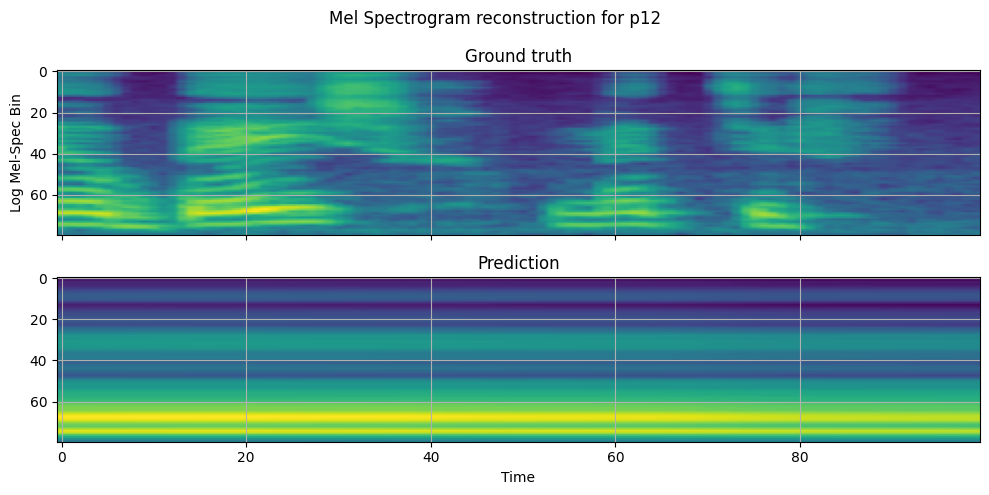 Mel Spectrogram reconstruction for p12
Ground truth
Log Mel-Spec Bin
0
20
40
60
Prediction
0
20
40
60
0 20 40 60 80
Time